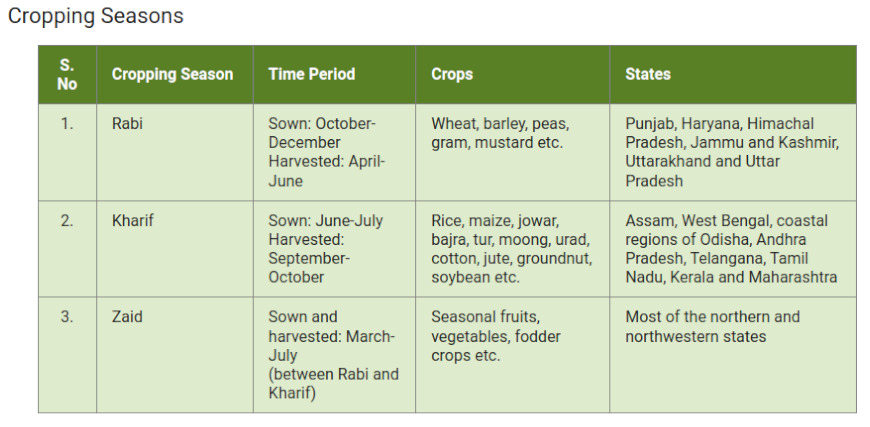 Cropping Seasons
S. No
Cropping Season
Time Period
Crops
States
1.
Rabi
Sown: October-
December
Harvested: April-
June
Wheat, barley, peas,
gram, mustard etc.
Punjab, Haryana, Himachal
Pradesh, Jammu and Kashmir,
Uttarakhand and Uttar
Pradesh
2.
Kharif
Sown: June-July
Harvested:
September-
October
Rice, maize, jowar,
bajra, tur, moong, urad,
cotton, jute, groundnut,
soybean etc.
Assam, West Bengal, coastal
regions of Odisha, Andhra
Pradesh, Telangana, Tamil
Nadu, Kerala and Maharashtra
3.
Zaid
Sown and
harvested: March-
July
(between Rabi and
Kharif)
Seasonal fruits,
vegetables, fodder
crops etc.
Most of the northern and
northwestern states